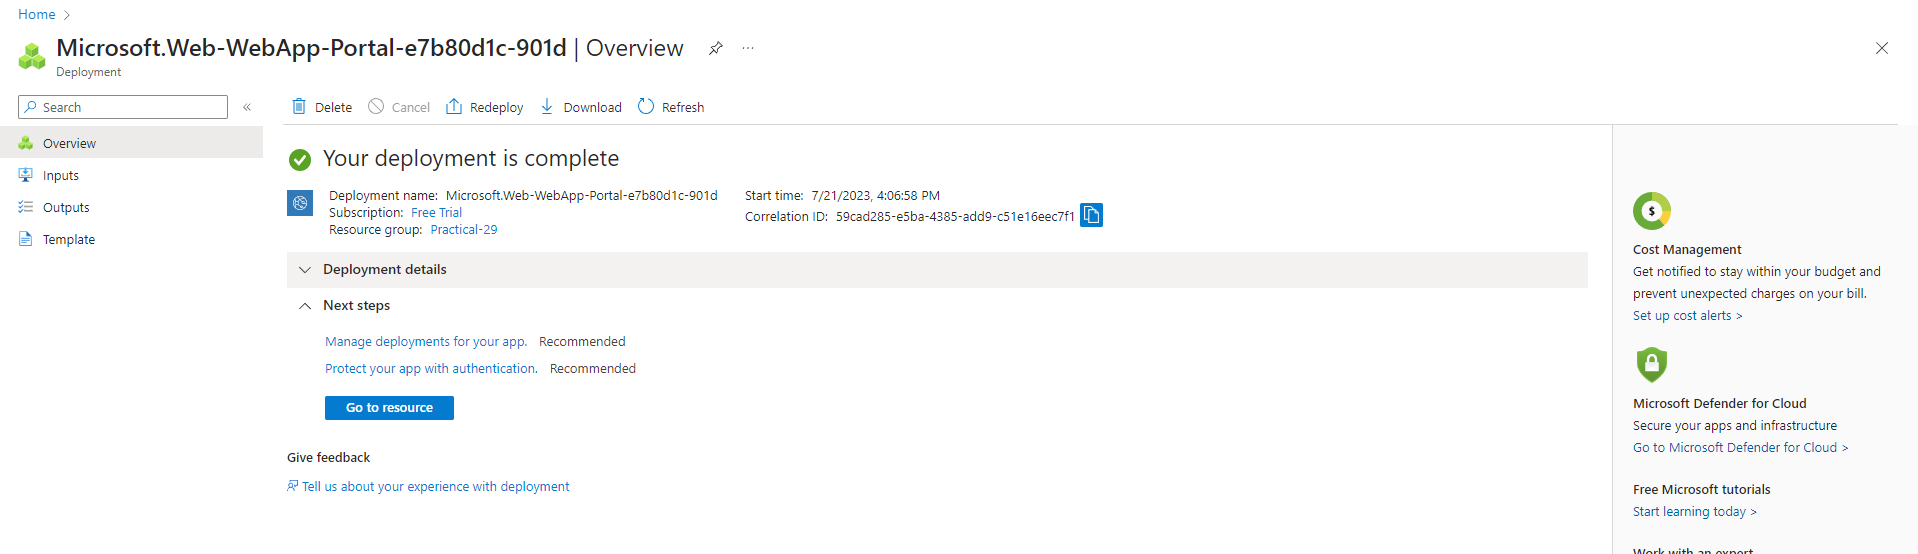 Home >
Microsoft.Web-WebApp-Portal-e7b80d1c-901d | Overview
Deployment
Search
Overview
Inputs
Outputs
Template
Delete Cancel Redeploy Download Refresh
Your deployment is complete
Deployment name: Microsoft.Web-WebApp-Portal-e7b80d1c-901d
Subscription: Free Trial
Resource group: Practical-29
Start time: 7/21/2023, 4:06:58 PM
Correlation ID: 59cad285-e5ba-4385-add9-c51e16eec7f1
Deployment details
Next steps
Manage deployments for your app. Recommended
Protect your app with authentication. Recommended
Go to resource
Give feedback
Tell us about your experience with deployment
$
Cost Management
Get notified to stay within your budget and
prevent unexpected charges on your bill.
Set up cost alerts >
Microsoft Defender for Cloud
Secure your apps and infrastructure
Go to Microsoft Defender for Cloud >
Free Microsoft tutorials
Start learning today >
Work with an expert